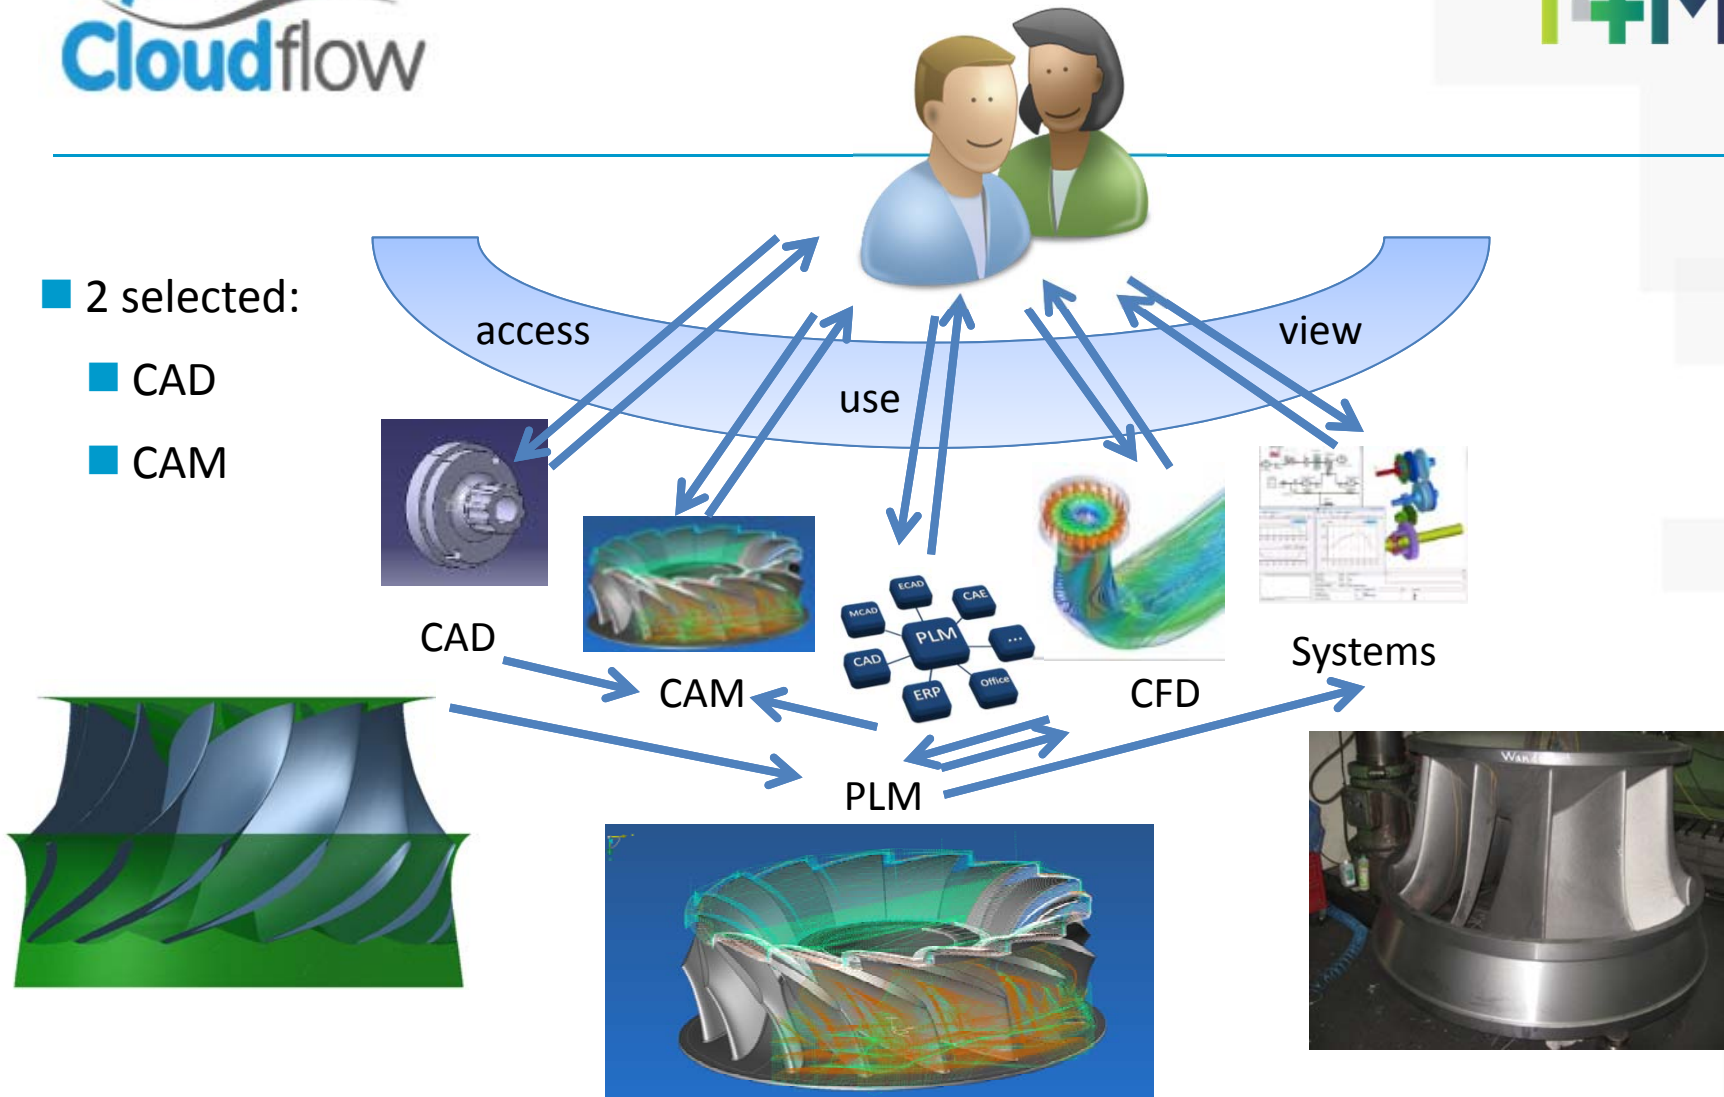 Cloudflow
I4M
2 selected:
CAD
CAM
access
use
view
ECAD
MCAD
CAE
PLM
...
CAD
ERP
Office
CAD
CAM
CFD
Systems
PLM